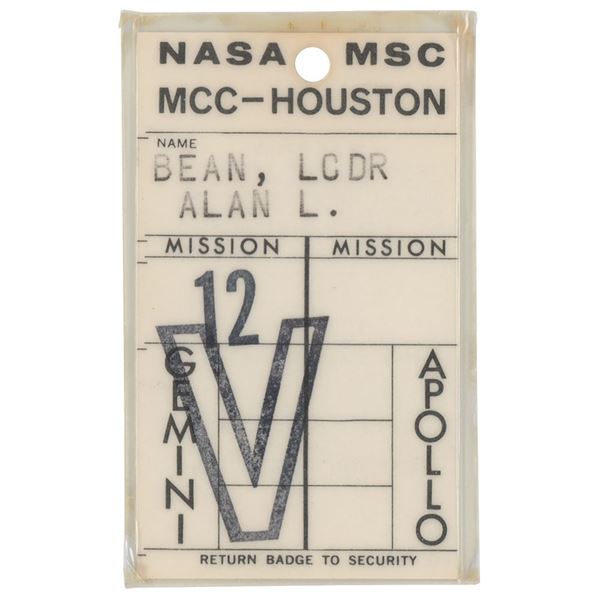 NASA MSC
MCC-HOUSTON
NAME
BEAN, LCDR
ALAN L.
MISSION MISSION
12
V
GEMINI
APOLLO
RETURN BADGE TO SECURITY